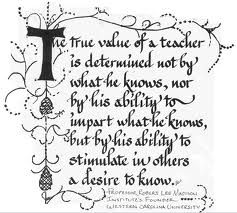 The true value of a teacher
is determined not by
what he knows, nor
by his ability to
impart what he knows,
but by his ability to
stimulate in others
a desire to know.
Professor Robert Lee Madison
Institute's Founder
Western Carolina University